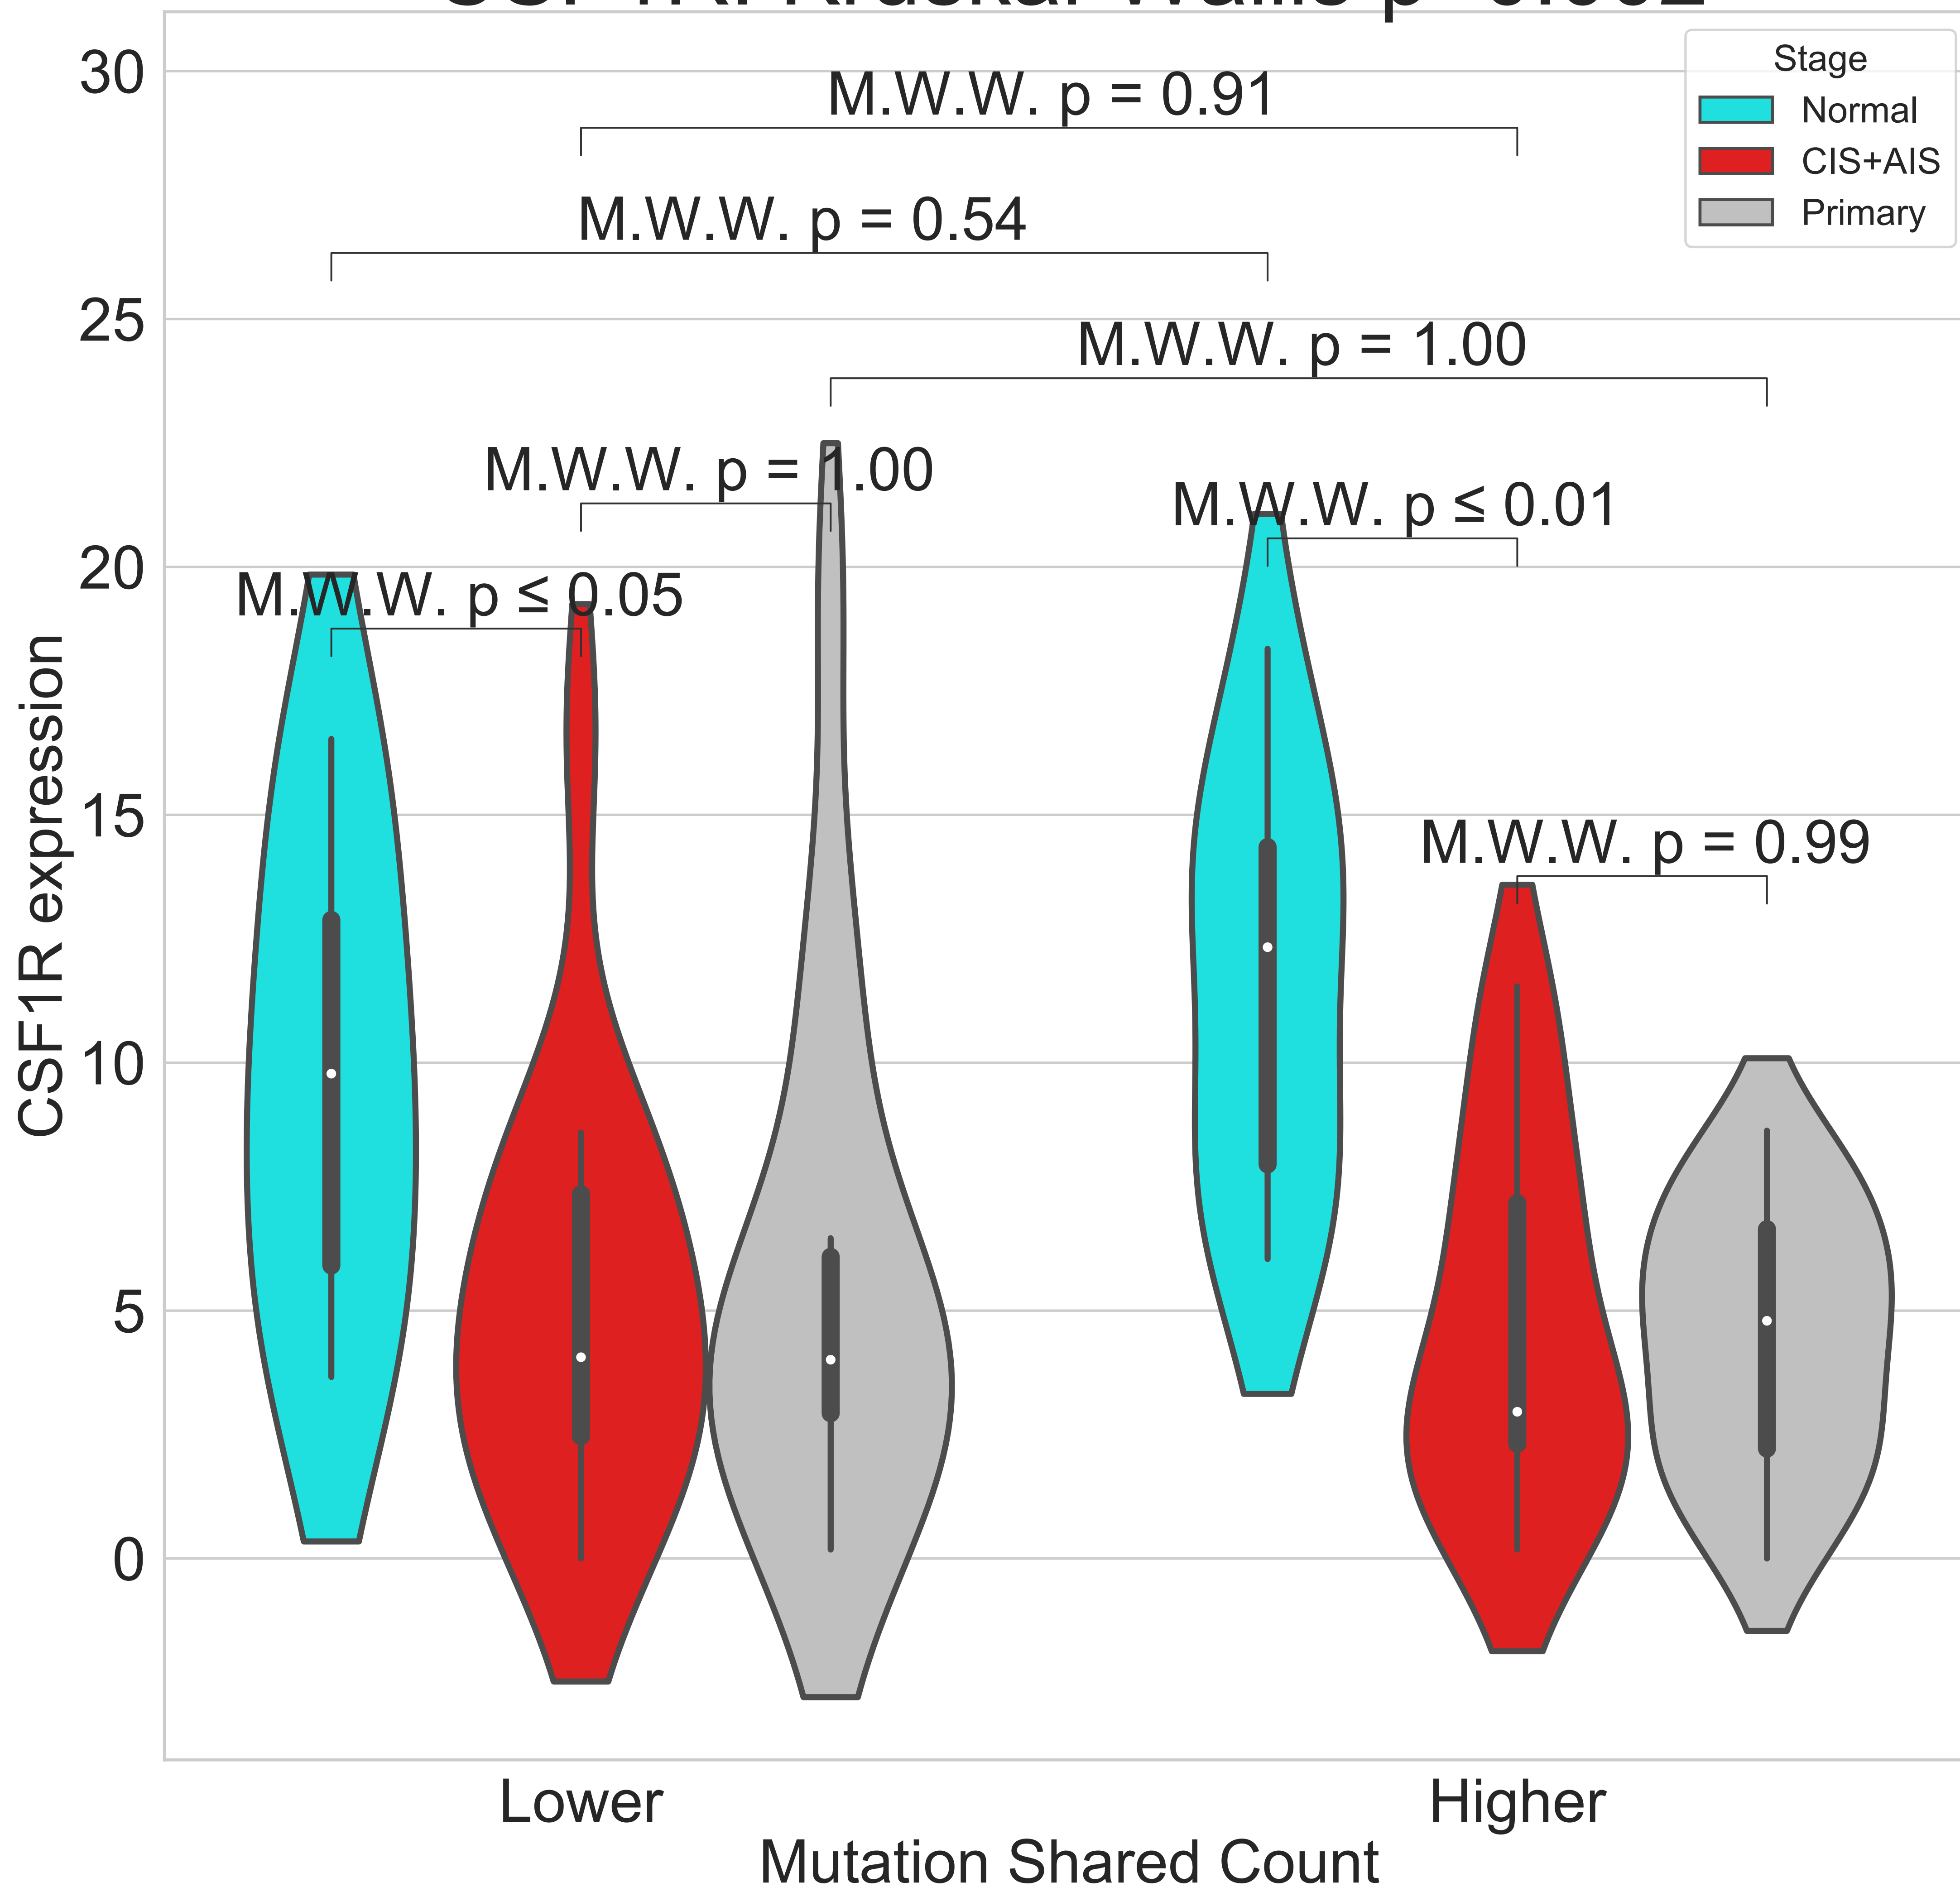 30
25
20
15
10
5
0
CSF1R expression
M.W.W. p = 0.91
M.W.W. p = 0.54
M.W.W. p = 1.00
M.W.W. p = 1.00
M.W.W. p ≤ 0.01
M.W.W. p ≤ 0.05
M.W.W. p = 0.99
Stage
Normal
CIS+AIS
Primary
Lower
Higher
Mutation Shared Count